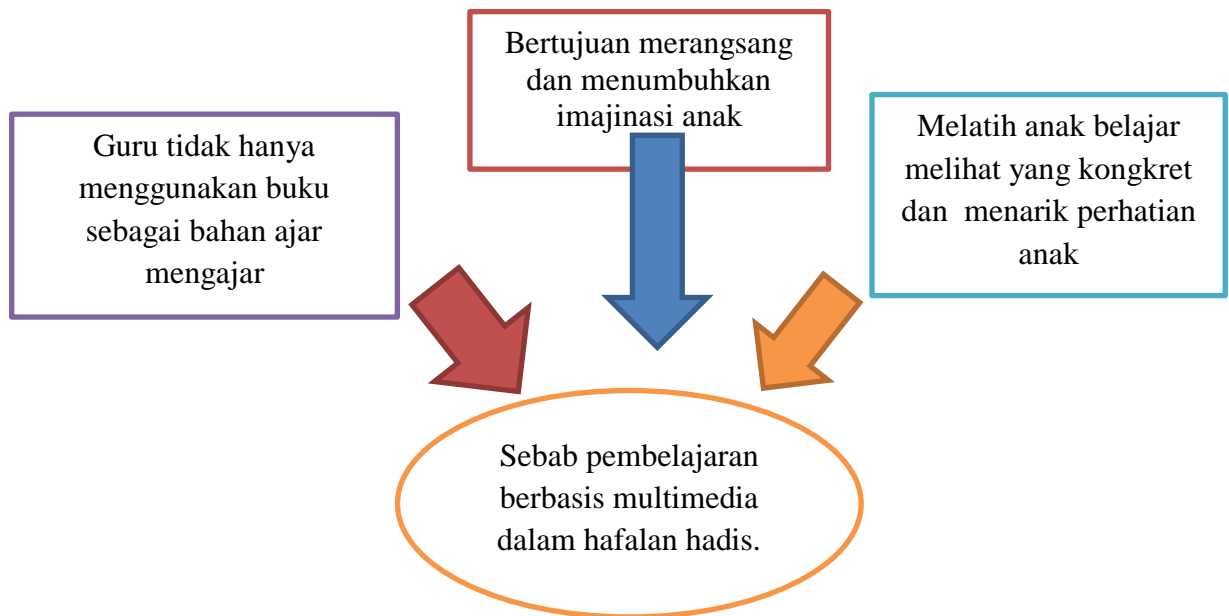 Guru tidak hanya
menggunakan buku
sebagai bahan ajar
mengajar
Bertujuan merangsang
dan menumbuhkan
imajinasi anak
Melatih anak belajar
melihat yang kongkret
dan menarik perhatian
anak
Sebab pembelajaran
berbasis multimedia
dalam hafalan hadis.